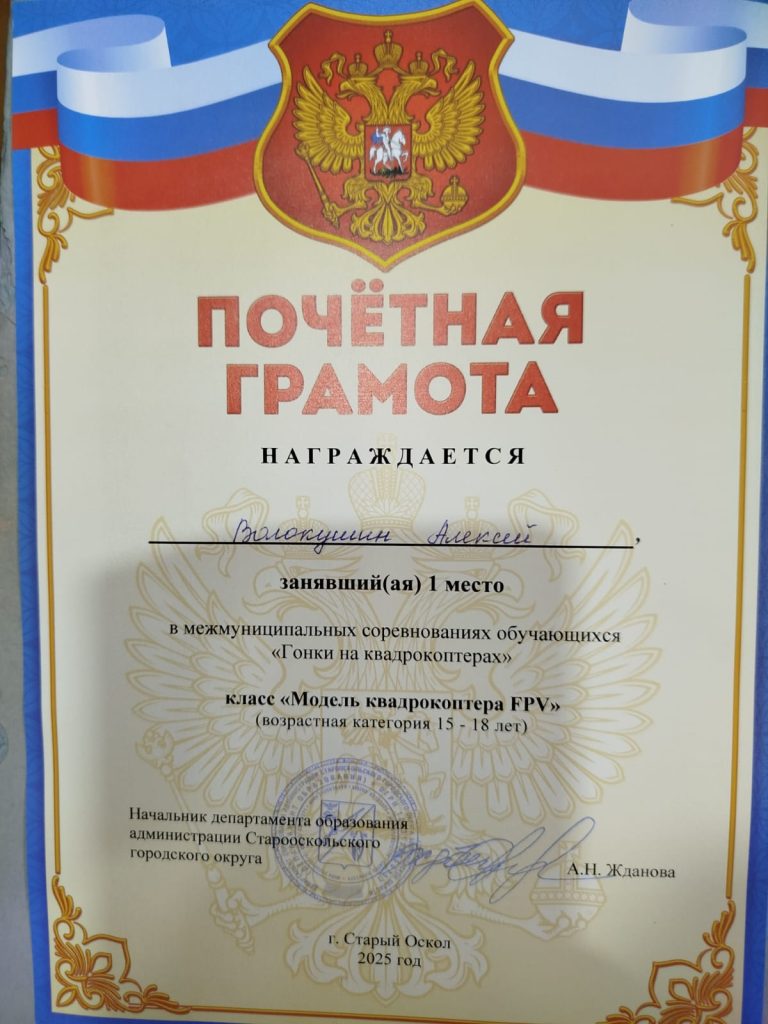 ПОЧЁТНАЯ
ГРАМОТА
НАГРАЖДАЕТСЯ
Волокушин Алексий,
занявший(ая) 1 место
в межмуниципальных соревнованиях обучающихся
«Гонки на квадрокоптерах»
класс «Модель квадрокоптера FPV»
(возрастная категория 15 - 18 лет)
Начальник департамента образования
администрации Старооскольского
городского округа
А.Н. Жданова
г. Старый Оскол
2025 год